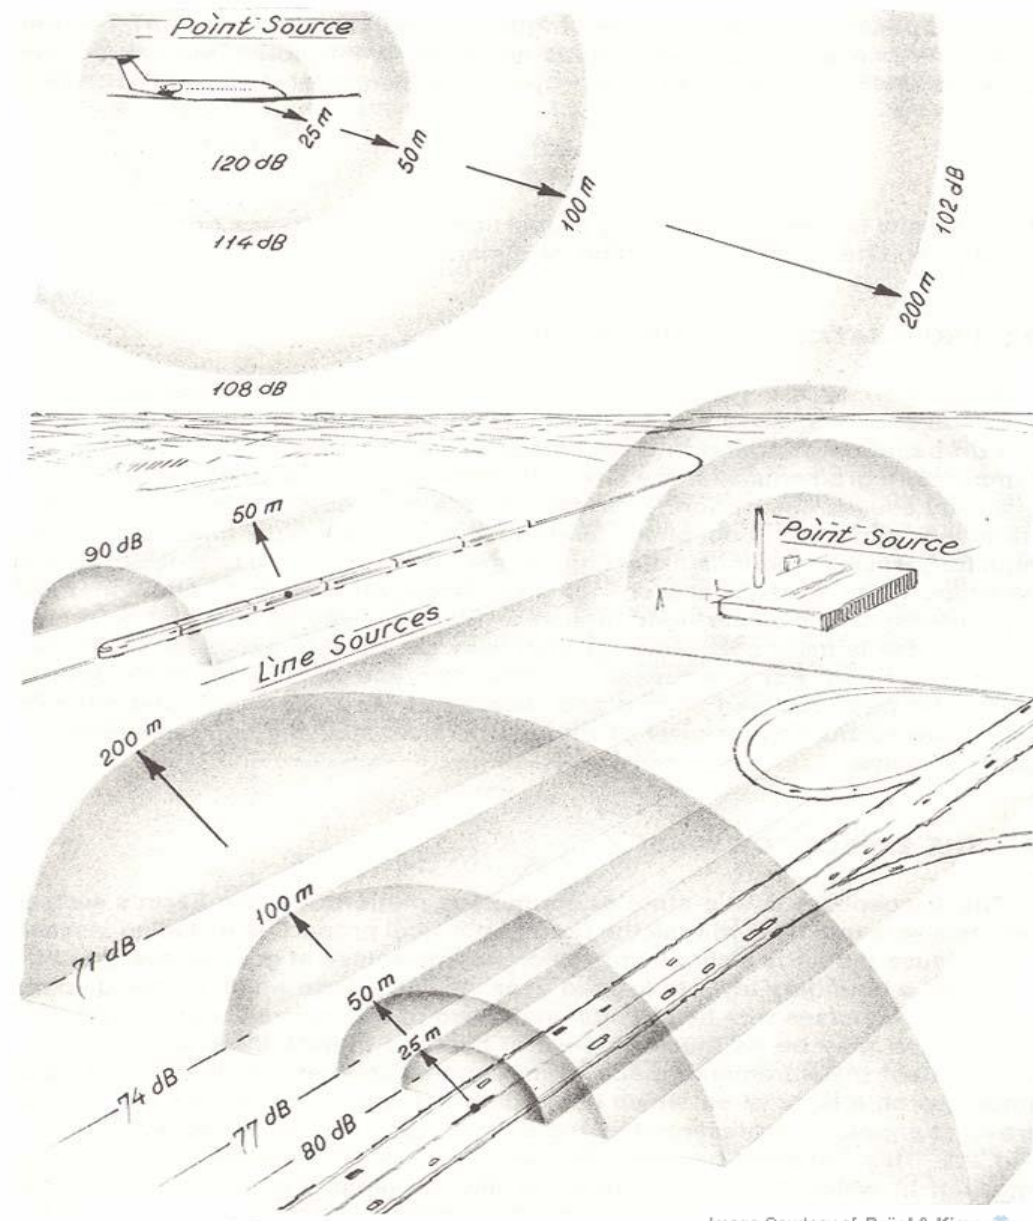 Point Source
25 m
50 m
100 m
200 m
120 dB
114 dB
108 dB
102 dB
50 m
90 dB
Point Source
Line Sources
200 m
100 m
50 m
25 m
71 dB
74 dB
77 dB
80 dB